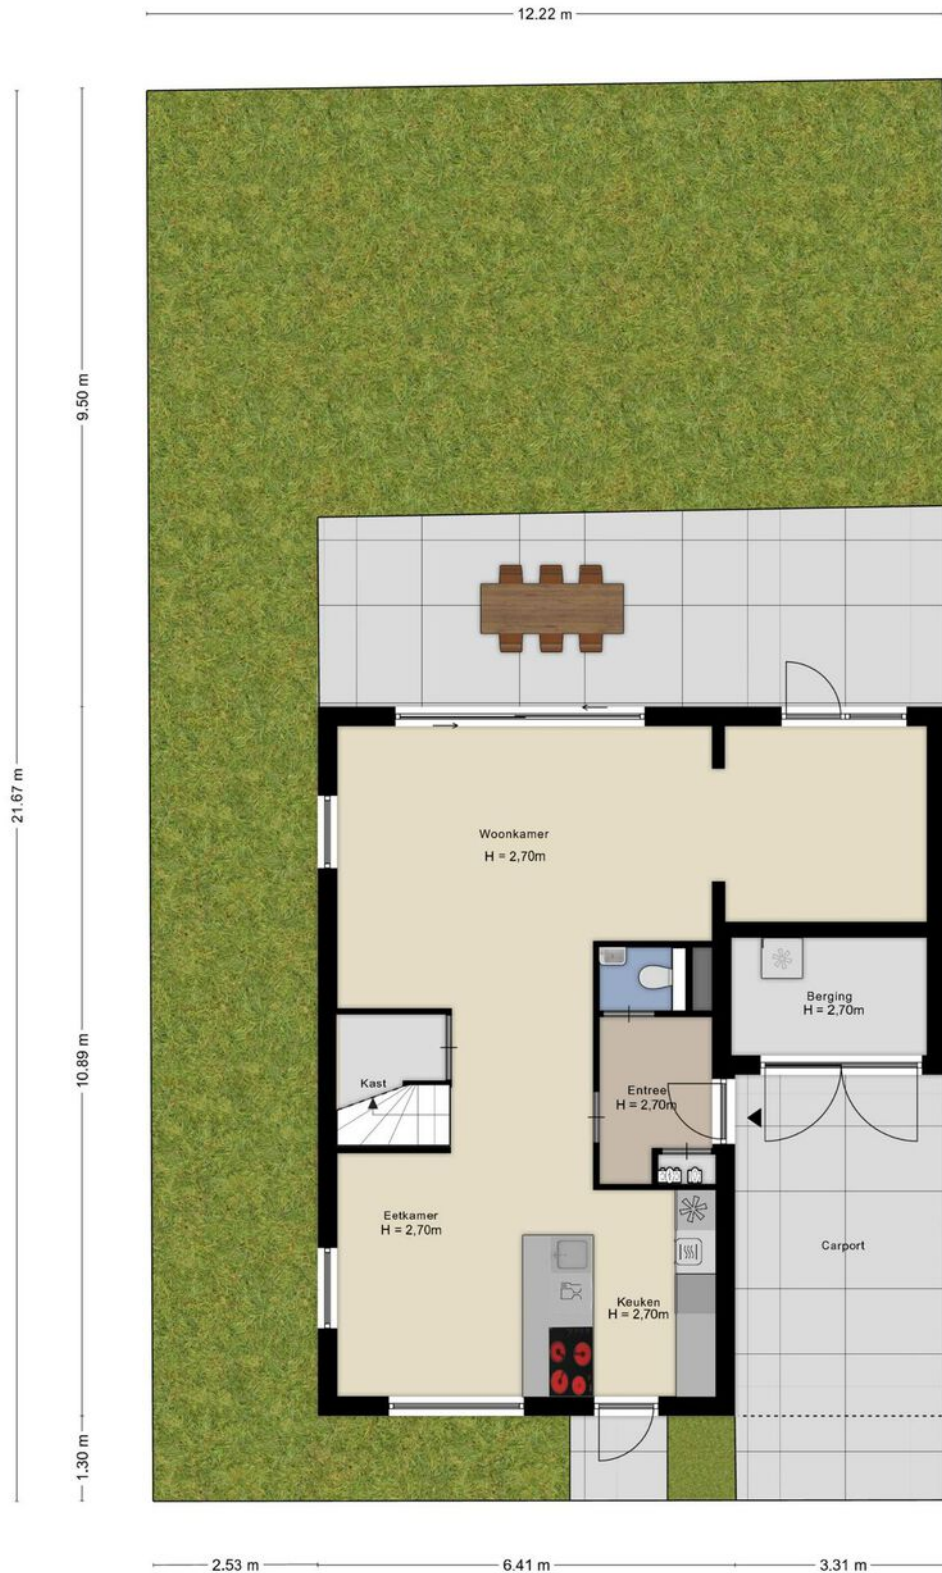 12.22 m
9.50 m
21.67 m
Woonkamer
H = 2,70m
Berging
H = 2,70m
10.89 m
Kast
Entree
H = 2,70m
Eetkamer
H = 2,70m
Carport
Keuken
H = 2,70m
1.30 m
2.53 m
6.41 m
3.31 m